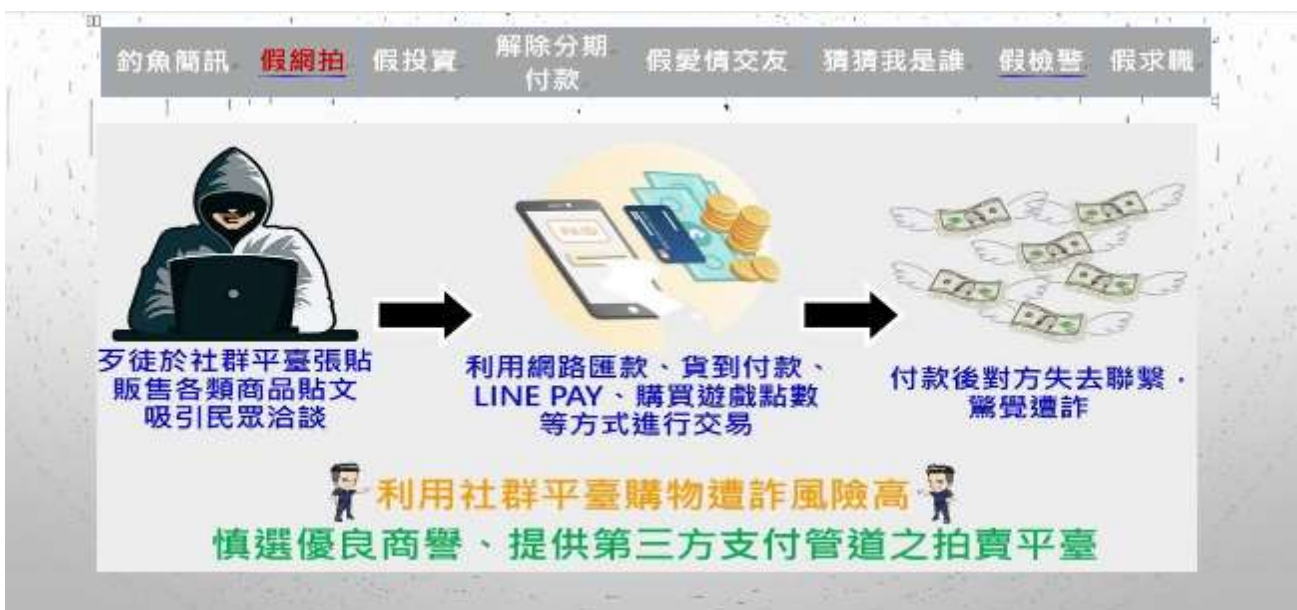 釣魚簡訊 假網拍 假投資 解除分期付款 假愛情交友 猜猜我是誰 假檢警 假求職
PAID
歹徒於社群平臺張貼
販售各類商品貼文
吸引民眾洽談
利用網路匯款、貨到付款、
LINE PAY、購買遊戲點數
等方式進行交易
付款後對方失去聯繫，
驚覺遭詐
利用社群平臺購物遭詐風險高
慎選優良商譽、提供第三方支付管道之拍賣平臺